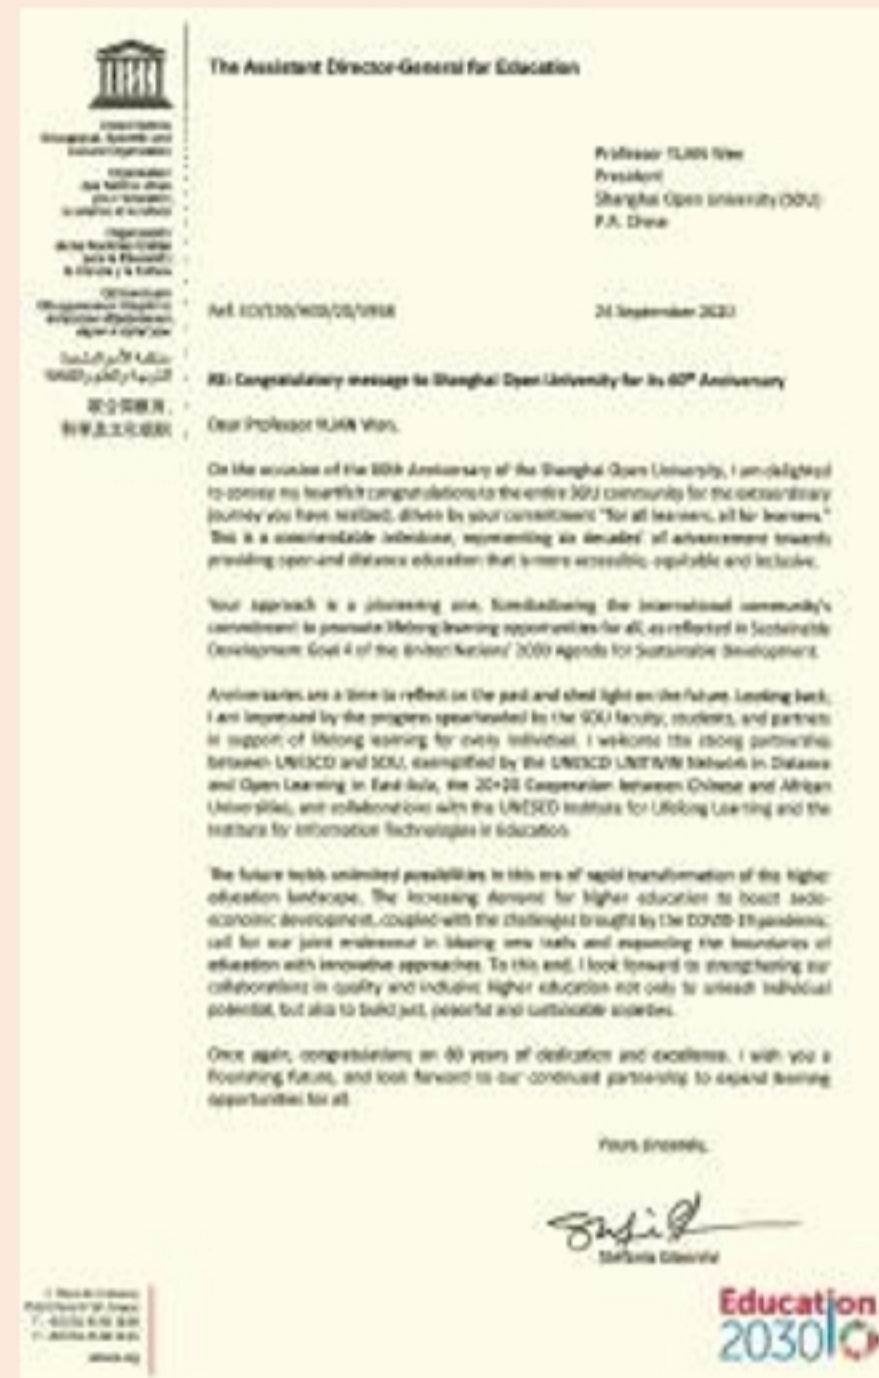 The Assistant Director-General for Education
Professor YUAN Wen
President
Shanghai Open University (SOU)
P.R. China
24 September 2020
RE: Congratulatory message to Shanghai Open University for its 60th Anniversary
Dear Professor YUAN Wen,
On the occasion of the 60th Anniversary of the Shanghai Open University, I am delighted
to convey my heartfelt congratulations to the entire SOU community for the extraordinary
journey you have realized, driven by your commitment "for all learners, all for learners."
This is a commendable milestone, representing six decades' of advancement towards
providing open and distance education that is more accessible, equitable and inclusive.
Your approach is a pioneering one, foreshadowing the international community's
commitment to promote lifelong learning opportunities for all, as reflected in Sustainable
Development Goal 4 of the United Nations' 2030 Agenda for Sustainable Development.
Anniversaries are a time to reflect on the past and shed light on the future. Looking back,
I am impressed by the progress spearheaded by the SOU faculty, students, and partners
in support of lifelong learning for every individual. I welcome the strong partnership
between UNESCO and SOU, exemplified by the UNESCO UNITWIN Network in Distance
and Open Learning in East Asia, the 20+20 Cooperation between Chinese and African
Universities, and collaborations with the UNESCO Institute for Lifelong Learning and the
Institute for Information Technologies in Education.
The future holds unlimited possibilities in this era of rapid transformation of the higher
education landscape. The increasing demand for higher education to boost socio-
economic development, coupled with the challenges brought by the COVID-19 pandemic,
call for our joint endeavour in blazing new trails and expanding the boundaries of
education with innovative approaches. To this end, I look forward to strengthening our
collaborations in quality and inclusive higher education not only to unleash individual
potential, but also to build just, peaceful and sustainable societies.
Once again, congratulations on 60 years of dedication and excellence. I wish you a
flourishing future, and look forward to our continued partnership to expand learning
opportunities for all.
Yours sincerely,
Stefania Giannini
Education
2030